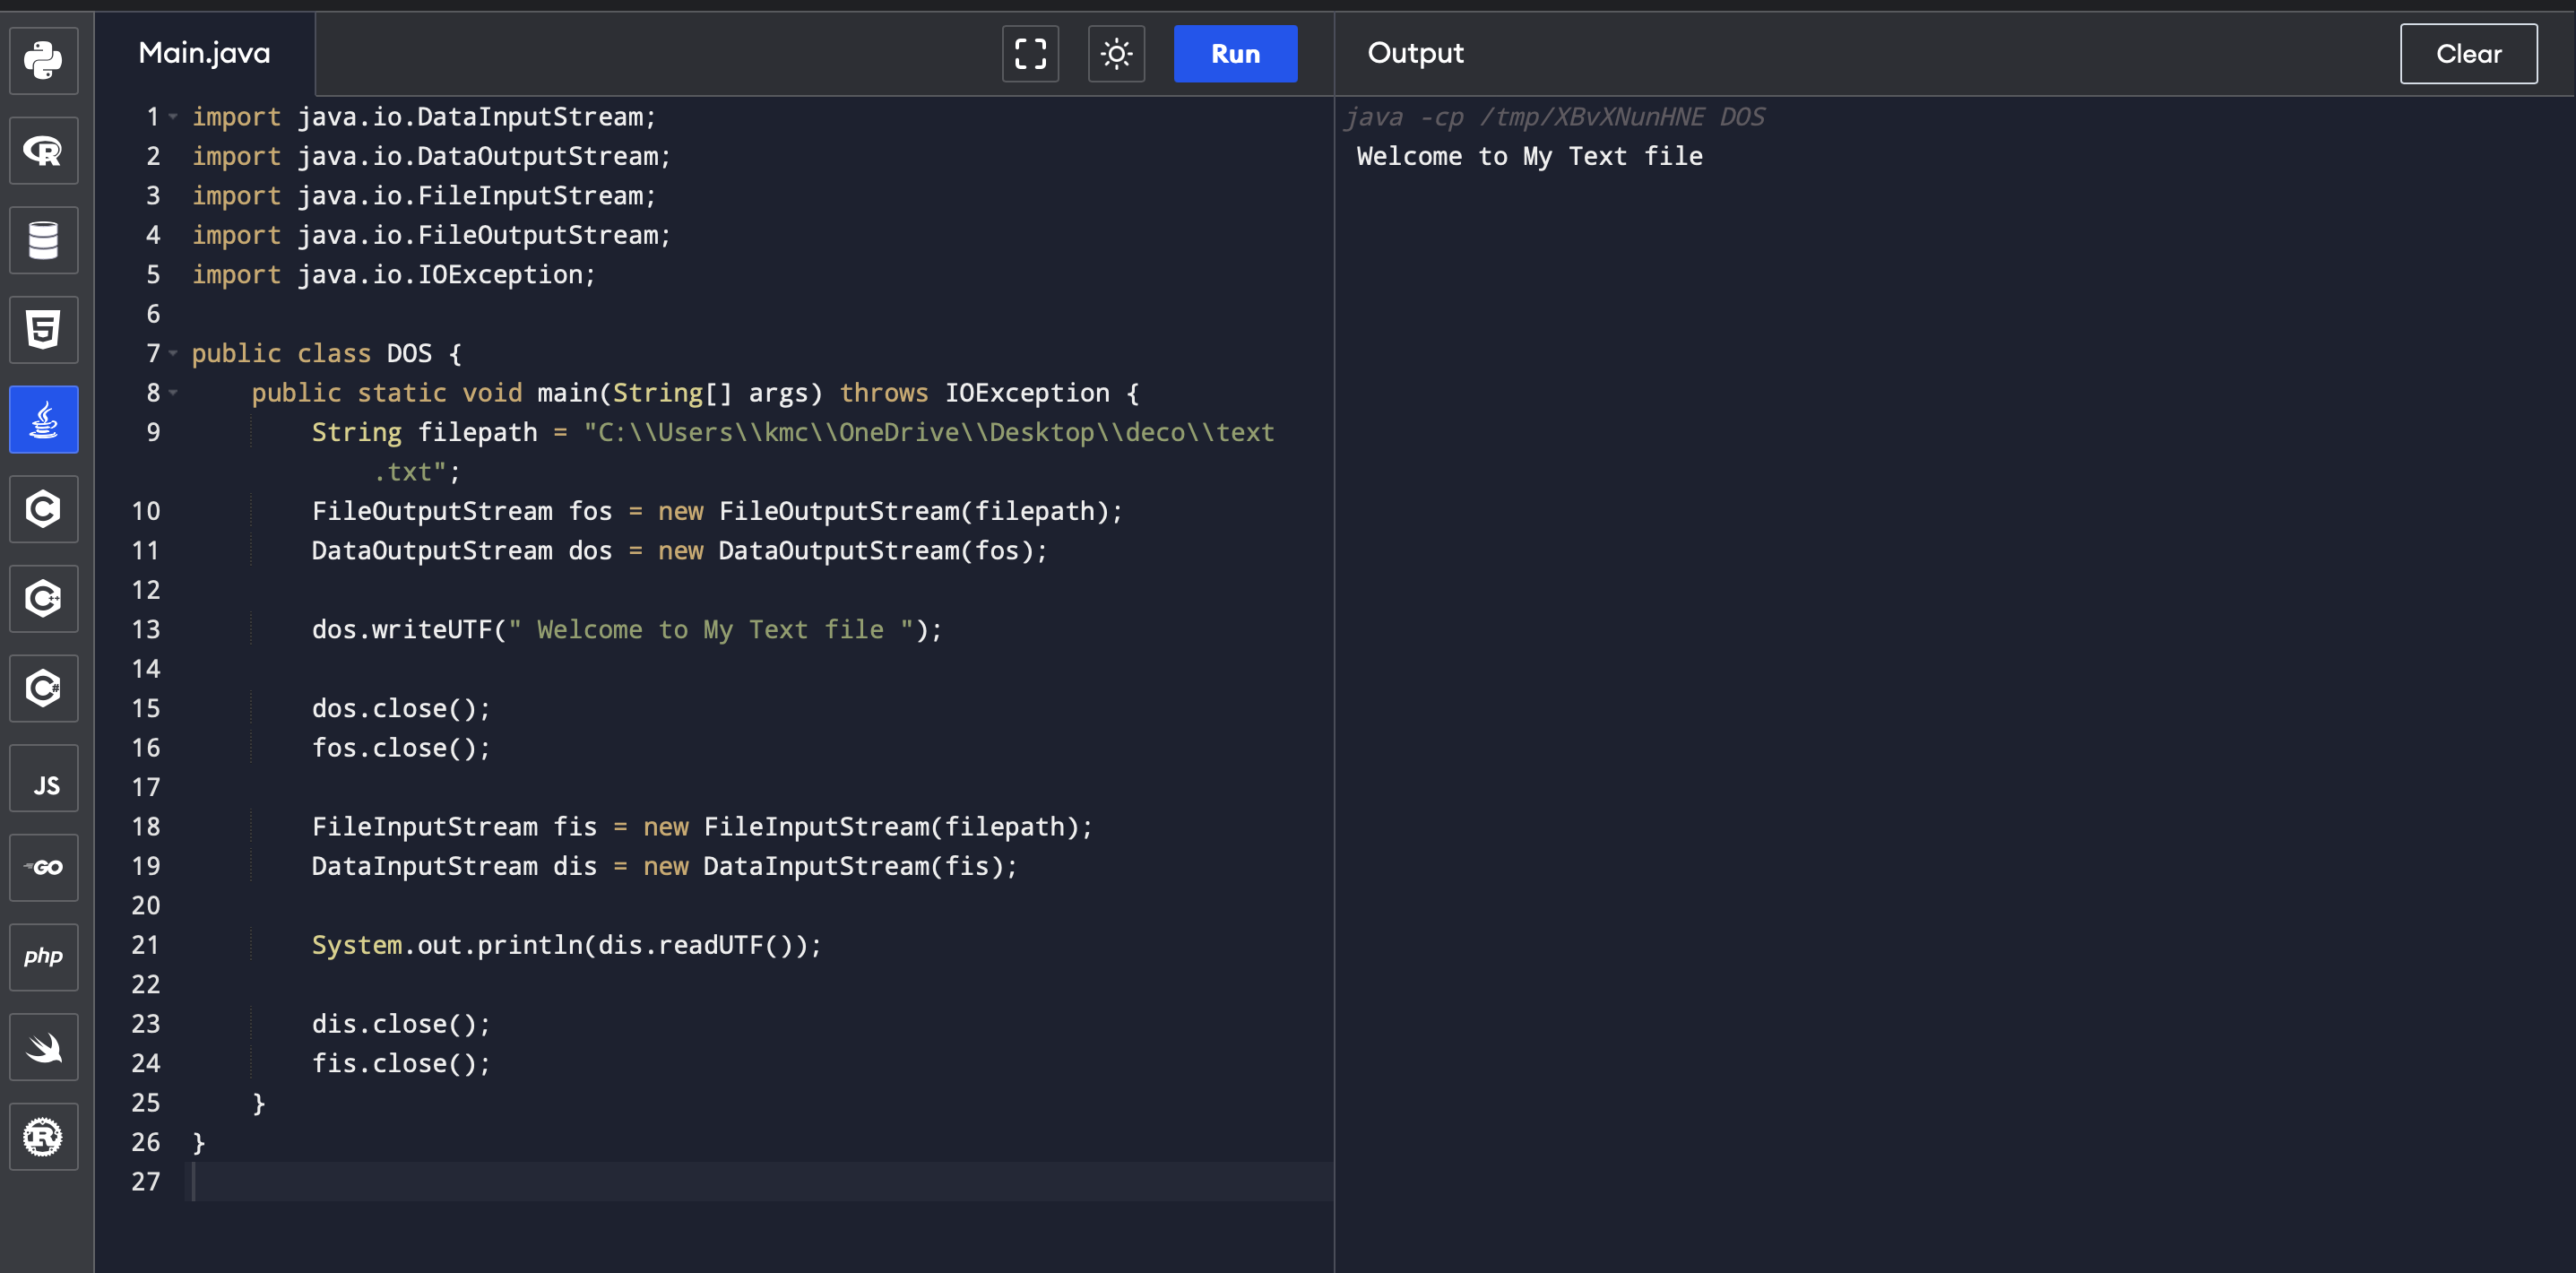 Main.java
Run
Output
Clear
1 import java.io.DataInputStream;
2 import java.io.DataOutputStream;
3 import java.io.FileInputStream;
4 import java.io.FileOutputStream;
5 import java.io.IOException;
6
7 public class DOS {
8     public static void main(String[] args) throws IOException {
9         String filepath = "C:\\Users\\kmc\\OneDrive\\Desktop\\deco\\text
            .txt";
10         FileOutputStream fos = new FileOutputStream(filepath);
11         DataOutputStream dos = new DataOutputStream(fos);
12
13         dos.writeUTF(" Welcome to My Text file ");
14
15         dos.close();
16         fos.close();
17
18         FileInputStream fis = new FileInputStream(filepath);
19         DataInputStream dis = new DataInputStream(fis);
20
21         System.out.println(dis.readUTF());
22
23         dis.close();
24         fis.close();
25     }
26 }
27
java -cp /tmp/XBvXNunHNE DOS
 Welcome to My Text file
R
5
C
C++
C#
JS
GO
php
R